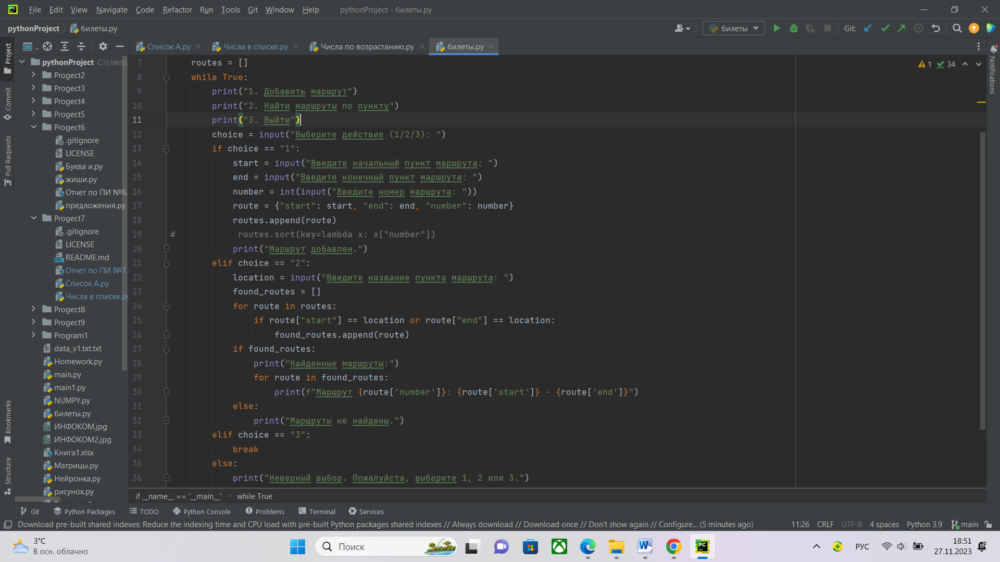 File Edit View Navigate Code Refactor Run Tools Git Window Help pythonProject - билеты.py
pythonProject билеты.py билеты Git:
Список А.py Числа в списке.py Числа по возрастанию.py билеты.py
Project
Commit
Pull Requests
Bookmarks
Structure
Notifications
pythonProject C:\Users\
Progect2
Progect3
Progect4
Progect5
Progect6
.gitignore
LICENSE
Буква и.py
жиши.py
Отчет по ПИ №6.
предложения.py
Progect7
.gitignore
LICENSE
README.md
Отчет по ПИ №7.
Список А.py
Числа в списке.py
Progect8
Progect9
Program1
data_v1.txt.txt
Homework.py
main.py
main1.py
NUMPY.py
билеты.py
ИНФОКОМ.jpg
ИНФОКОМ2.jpg
Книга1.xlsx
Матрицы.py
Нейронка.py
рисунок.py
1 34
7 routes = []
8 while True:
9 print("1. Добавить маршрут")
10 print("2. Найти маршруты по пункту")
11 print("3. Выйти")
12 choice = input("Выберите действие (1/2/3): ")
13 if choice == "1":
14 start = input("Введите начальный пункт маршрута: ")
15 end = input("Введите конечный пункт маршрута: ")
16 number = int(input("Введите номер маршрута: "))
17 route = {"start": start, "end": end, "number": number}
18 routes.append(route)
19 # routes.sort(key=lambda x: x["number"])
20 print("Маршрут добавлен.")
21 elif choice == "2":
22 location = input("Введите название пункта маршрута: ")
23 found_routes = []
24 for route in routes:
25 if route["start"] == location or route["end"] == location:
26 found_routes.append(route)
27 if found_routes:
28 print("Найденные маршруты:")
29 for route in found_routes:
30 print(f"Маршрут {route['number']}: {route['start']} - {route['end']}")
31 else:
32 print("Маршруты не найдены.")
33 elif choice == "3":
34 break
35 else:
36 print("Неверный выбор. Пожалуйста, выберите 1, 2 или 3.")
if __name__ == '__main__' while True
Git Python Packages TODO Python Console Problems Terminal Services
Download pre-built shared indexes: Reduce the indexing time and CPU load with pre-built Python packages shared indexes // Always download // Download once // Don't show again // Configure... (5 minutes ago) 11:26 CRLF UTF-8 4 spaces Python 3.9 main
3°C
В осн. облачно
Поиск
РУС
18:51
27.11.2023